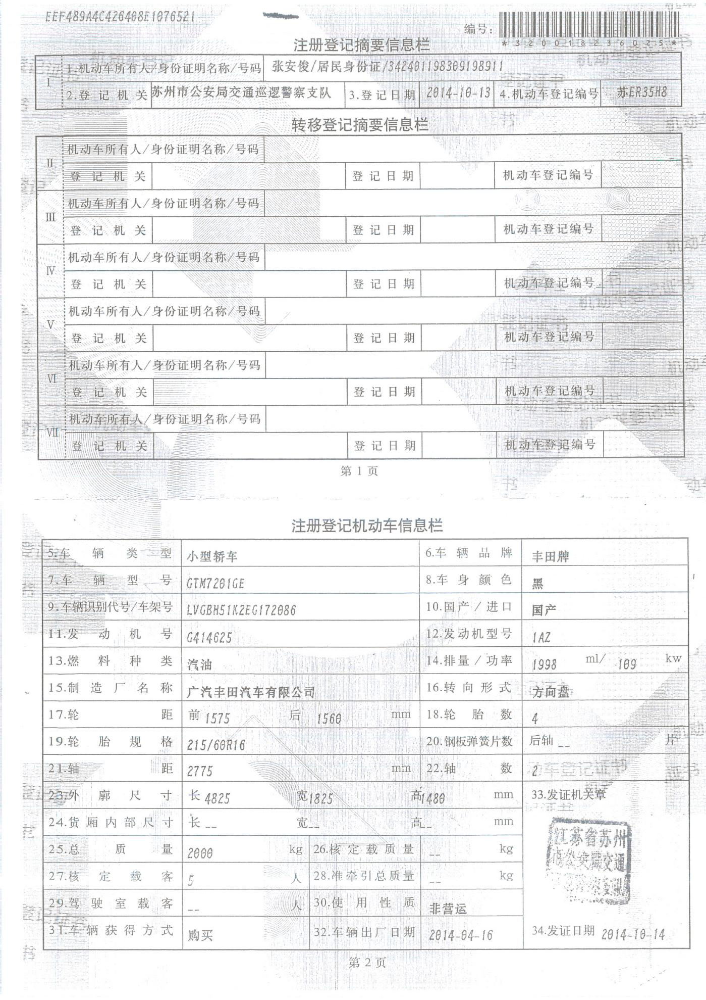 EEF489A4C426408E1076521
编号：
*320018236025*
注册登记摘要信息栏
I
1.机动车所有人/身份证明名称/号码 张安俊/居民身份证/342401198309198911
2.登记机关 苏州市公安局交通巡逻警察支队 3.登记日期 2014-10-13 4.机动车登记编号 苏ER35H8
转移登记摘要信息栏
II
机动车所有人/身份证明名称/号码
登记机关 登记日期 机动车登记编号
III
机动车所有人/身份证明名称/号码
登记机关 登记日期 机动车登记编号
IV
机动车所有人/身份证明名称/号码
登记机关 登记日期 机动车登记编号
V
机动车所有人/身份证明名称/号码
登记机关 登记日期 机动车登记编号
VI
机动车所有人/身份证明名称/号码
登记机关 登记日期 机动车登记编号
VII
机动车所有人/身份证明名称/号码
登记机关 登记日期 机动车登记编号
第1页
注册登记机动车信息栏
5.车辆类型 小型轿车 6.车辆品牌 丰田牌
7.车辆型号 GTM7201GE 8.车身颜色 黑
9.车辆识别代号/车架号 LVGBH51K2EG172086 10.国产/进口 国产
11.发动机号 G414625 12.发动机型号 1AZ
13.燃料种类 汽油 14.排量/功率 1998 ml/ 109 kw
15.制造厂名称 广汽丰田汽车有限公司 16.转向形式 方向盘
17.轮距 前 1575 后 1560 mm 18.轮胎数 4
19.轮胎规格 215/60R16 20.钢板弹簧片数 后轴 -- 片
21.轴距 2775 mm 22.轴数 2
23.外廓尺寸 长 4825 宽 1825 高 1480 mm 33.发证机关章
24.货厢内部尺寸 长 -- 宽 -- 高 -- mm
江苏省苏州
市公安局交通
25.总质量 2000 kg 26.核定载质量 -- kg
27.核定载客 5 人 28.准牵引总质量 -- kg
29.驾驶室载客 -- 人 30.使用性质 非营运
31.车辆获得方式 购买 32.车辆出厂日期 2014-04-16 34.发证日期 2014-10-14
第2页